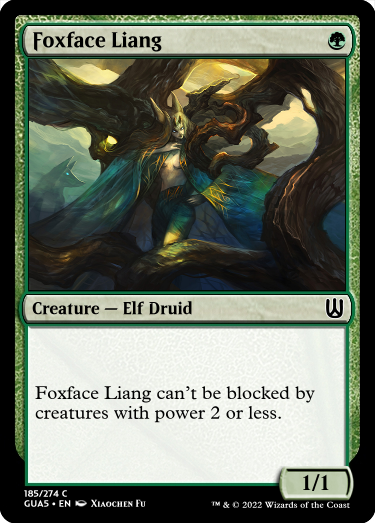 Foxface Liang
Creature — Elf Druid
Foxface Liang can't be blocked by
creatures with power 2 or less.
1/1
185/274 C
GUA5 • EN Xiaochen Fu
™ & © 2022 Wizards of the Coast